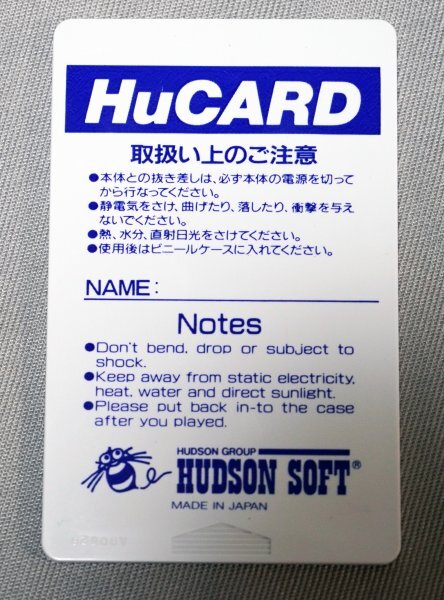 HuCARD
取扱い上のご注意
●本体との抜き差しは、必ず本体の電源を切って
から行なってください。
●静電気をさけ、曲げたり、落したり、衝撃を与え
ないでください。
●熱、水分、直射日光をさけてください。
●使用後はビニールケースに入れてください。
NAME:
Notes
●Don't bend, drop or subject to
shock.
●Keep away from static electricity,
heat, water and direct sunlight.
●Please put back in-to the case
after you played.
HUDSON GROUP
HUDSON SOFT®
MADE IN JAPAN